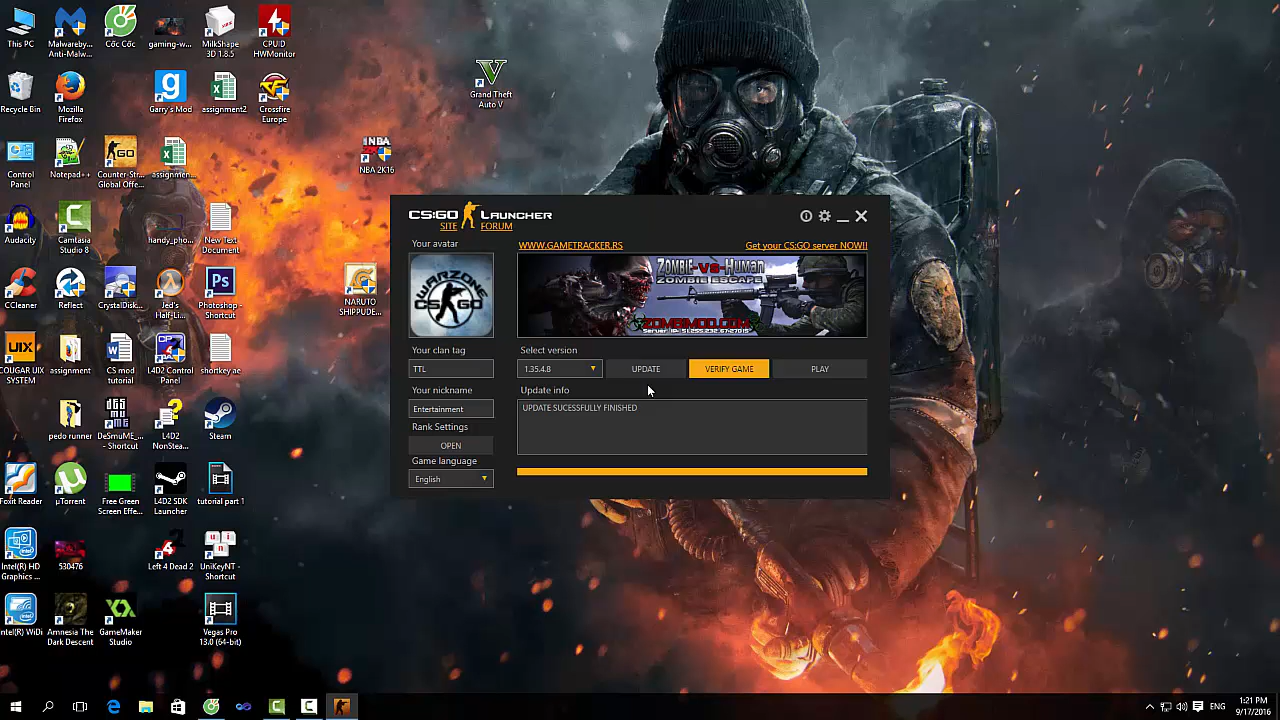 This PC
Malwareby...
Anti-Malw...
Cốc Cốc
gaming-w...
MilkShape
3D 1.8.5
CPUID
HWMonitor
Recycle Bin
Mozilla
Firefox
Garry's Mod
assignment2
Crossfire
Europe
Grand Theft
Auto V
Control
Panel
Notepad++
Counter-Str...
Global Offe...
assignmen...
NBA 2K16
Audacity
Camtasia
Studio 8
handy_pho...
New Text
Document
CCleaner
Reflect
CrystalDisk...
Jed's
Half-Li...
Photoshop -
Shortcut
NARUTO
SHIPPUDE...
COUGAR UIX
SYSTEM
assignment
CS mod
tutorial
L4D2 Control
Panel
shortkey ae
pedo runner
DeSmuME_...
- Shortcut
L4D2
NonStea...
Steam
Foxit Reader
µTorrent
Free Green
Screen Effe...
L4D2 SDK
Launcher
tutorial part 1
Intel(R) HD
Graphics ...
530476
Left 4 Dead 2
UniKeyNT -
Shortcut
Intel(R) WiDi
Amnesia The
Dark Descent
GameMaker
Studio
Vegas Pro
13.0 (64-bit)
CS:GO LAUNCHER
SITE FORUM
Your avatar
WARZONE
CS GO
WWW.GAMETRACKER.RS
Get your CS:GO server NOW!!
ZOMBIE-VS-HUMAN
ZOMBIE ESCAPE
Your clan tag
TTL
Select version
1.35.4.8
UPDATE
VERIFY GAME
PLAY
Your nickname
Entertainment
Update info
UPDATE SUCESSFULLY FINISHED
Rank Settings
OPEN
Game language
English
ENG
1:21 PM
9/17/2016